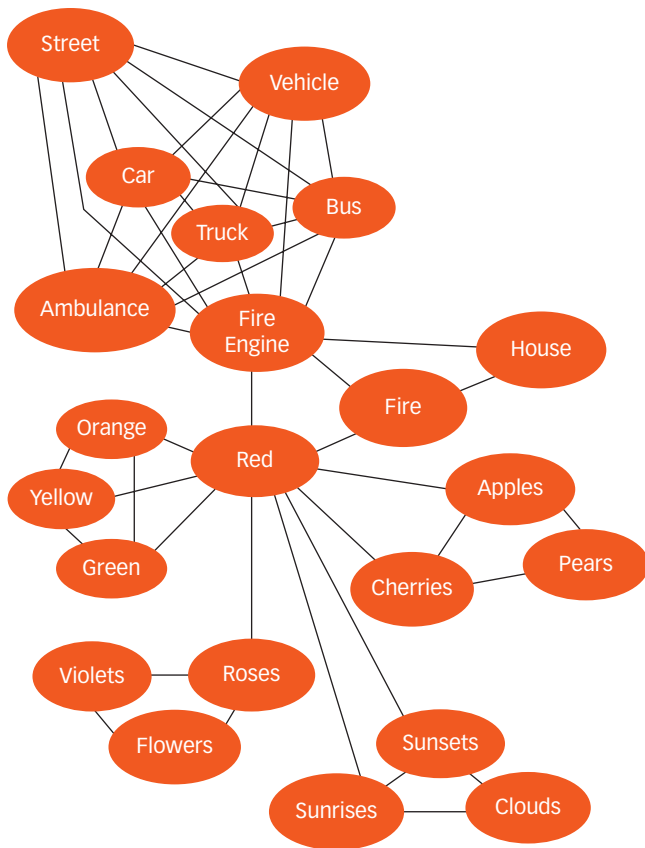 Street
Vehicle
Car
Bus
Truck
Ambulance
Fire
Engine
House
Fire
Orange
Red
Yellow
Apples
Green
Cherries
Pears
Violets
Roses
Flowers
Sunsets
Sunrises
Clouds